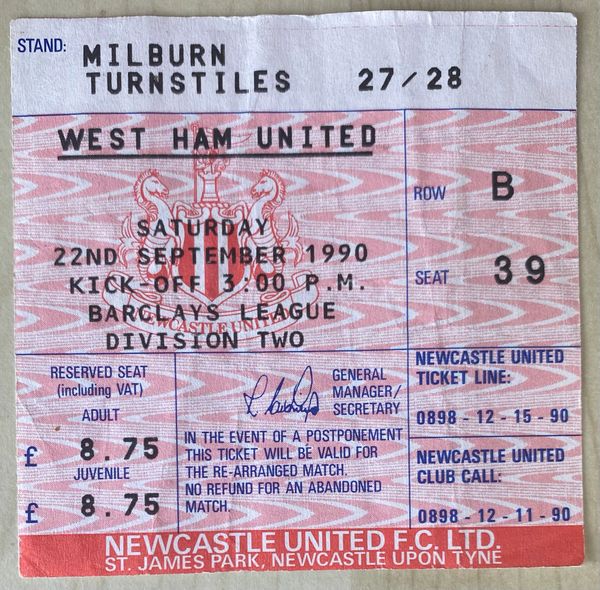 STAND: MILBURN
TURNSTILES 27/28
WEST HAM UNITED
SATURDAY
22ND SEPTEMBER 1990
KICK-OFF 3:00 P.M.
BARCLAYS LEAGUE
DIVISION TWO
NEWCASTLE UNITED
ROW B
SEAT 39
RESERVED SEAT
(including VAT)
ADULT
£ 8.75
JUVENILE
£ 8.75
GENERAL
MANAGER/
SECRETARY
IN THE EVENT OF A POSTPONEMENT
THIS TICKET WILL BE VALID FOR
THE RE-ARRANGED MATCH.
NO REFUND FOR AN ABANDONED
MATCH.
NEWCASTLE UNITED
TICKET LINE:
0898 - 12 - 15 - 90
NEWCASTLE UNITED
CLUB CALL:
0898 - 12 - 11 - 90
NEWCASTLE UNITED F.C. LTD.
ST. JAMES PARK, NEWCASTLE UPON TYNE